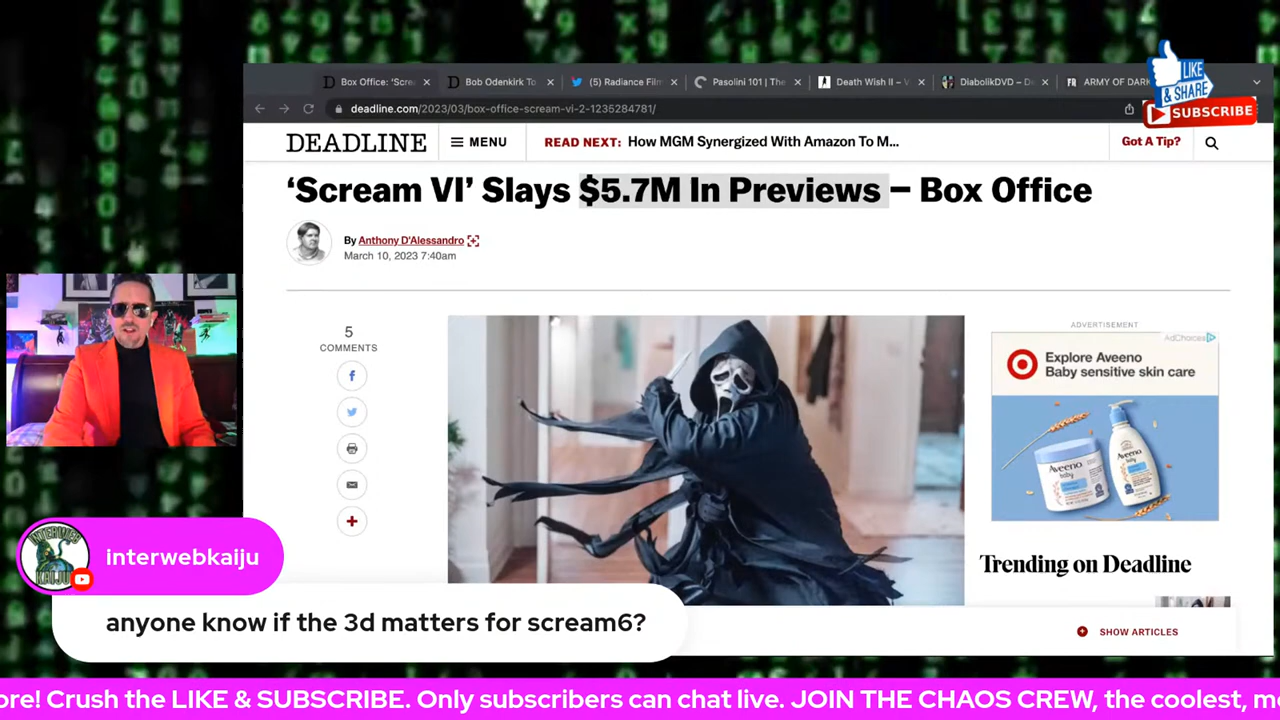 Box Office: 'Scre
Bob Odenkirk To
(5) Radiance Film
Pasolini 101 | The
Death Wish II – V
DiabolikDVD – D
ARMY OF DAR
deadline.com/2023/03/box-office-scream-vi-2-1235284781/
LIKE
& SHARE
SUBSCRIBE
DEADLINE
MENU
READ NEXT: How MGM Synergized With Amazon To M...
Got A Tip?
'Scream VI' Slays $5.7M In Previews – Box Office
By Anthony D'Alessandro
March 10, 2023 7:40am
5
COMMENTS
ADVERTISEMENT
AdChoices
Explore Aveeno
Baby sensitive skin care
Aveeno
baby
Aveeno
baby
Trending on Deadline
SHOW ARTICLES
INTERWEB
KAIJU
interwebkaiju
anyone know if the 3d matters for scream6?
ore! Crush the LIKE & SUBSCRIBE. Only subscribers can chat live. JOIN THE CHAOS CREW, the coolest, m